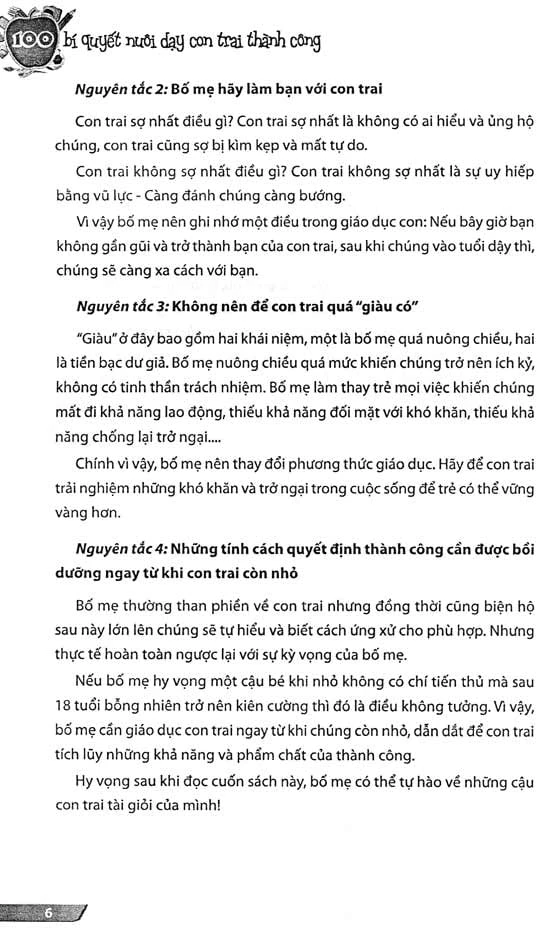 100 bí quyết nuôi dạy con trai thành công
Nguyên tắc 2: Bố mẹ hãy làm bạn với con trai
Con trai sợ nhất điều gì? Con trai sợ nhất là không có ai hiểu và ủng hộ
chúng, con trai cũng sợ bị kìm kẹp và mất tự do.
Con trai không sợ nhất điều gì? Con trai không sợ nhất là sự uy hiếp
bằng vũ lực - Càng đánh chúng càng bướng.
Vì vậy bố mẹ nên ghi nhớ một điều trong giáo dục con: Nếu bây giờ bạn
không gần gũi và trở thành bạn của con trai, sau khi chúng vào tuổi dậy thì,
chúng sẽ càng xa cách với bạn.
Nguyên tắc 3: Không nên để con trai quá "giàu có"
"Giàu" ở đây bao gồm hai khái niệm, một là bố mẹ quá nuông chiều, hai
là tiền bạc dư giả. Bố mẹ nuông chiều quá mức khiến chúng trở nên ích kỷ,
không có tinh thần trách nhiệm. Bố mẹ làm thay trẻ mọi việc khiến chúng
mất đi khả năng lao động, thiếu khả năng đối mặt với khó khăn, thiếu khả
năng chống lại trở ngại....
Chính vì vậy, bố mẹ nên thay đổi phương thức giáo dục. Hãy để con trai
trải nghiệm những khó khăn và trở ngại trong cuộc sống để trẻ có thể vững
vàng hơn.
Nguyên tắc 4: Những tính cách quyết định thành công cần được bồi
dưỡng ngay từ khi con trai còn nhỏ
Bố mẹ thường than phiền về con trai nhưng đồng thời cũng biện hộ
sau này lớn lên chúng sẽ tự hiểu và biết cách ứng xử cho phù hợp. Nhưng
thực tế hoàn toàn ngược lại với sự kỳ vọng của bố mẹ.
Nếu bố mẹ hy vọng một cậu bé khi nhỏ không có chí tiến thủ mà sau
18 tuổi bỗng nhiên trở nên kiên cường thì đó là điều không tưởng. Vì vậy,
bố mẹ cần giáo dục con trai ngay từ khi chúng còn nhỏ, dẫn dắt để con trai
tích lũy những khả năng và phẩm chất của thành công.
Hy vọng sau khi đọc cuốn sách này, bố mẹ có thể tự hào về những cậu
con trai tài giỏi của mình!
6